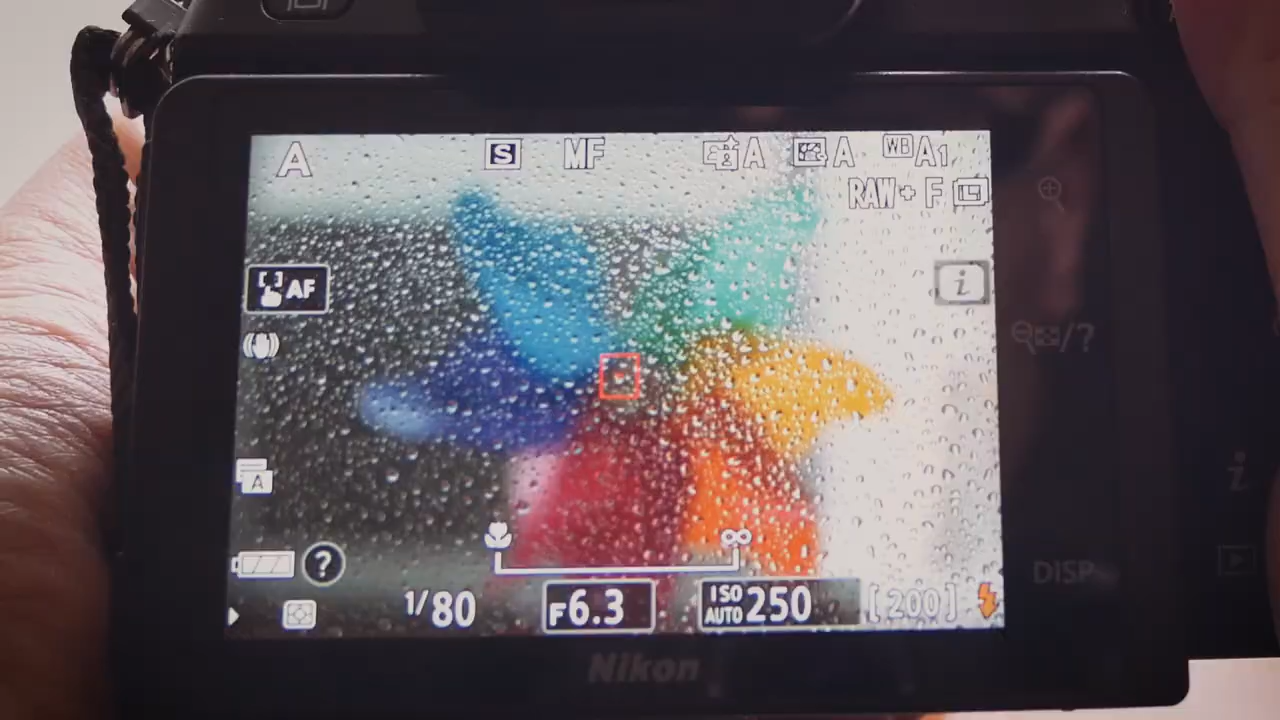 A S MF A A WB A1
RAW+ F L
i
AF
A
?
1/80 F6.3 ISO AUTO 250 [200]
/?
i
DISP
Nikon